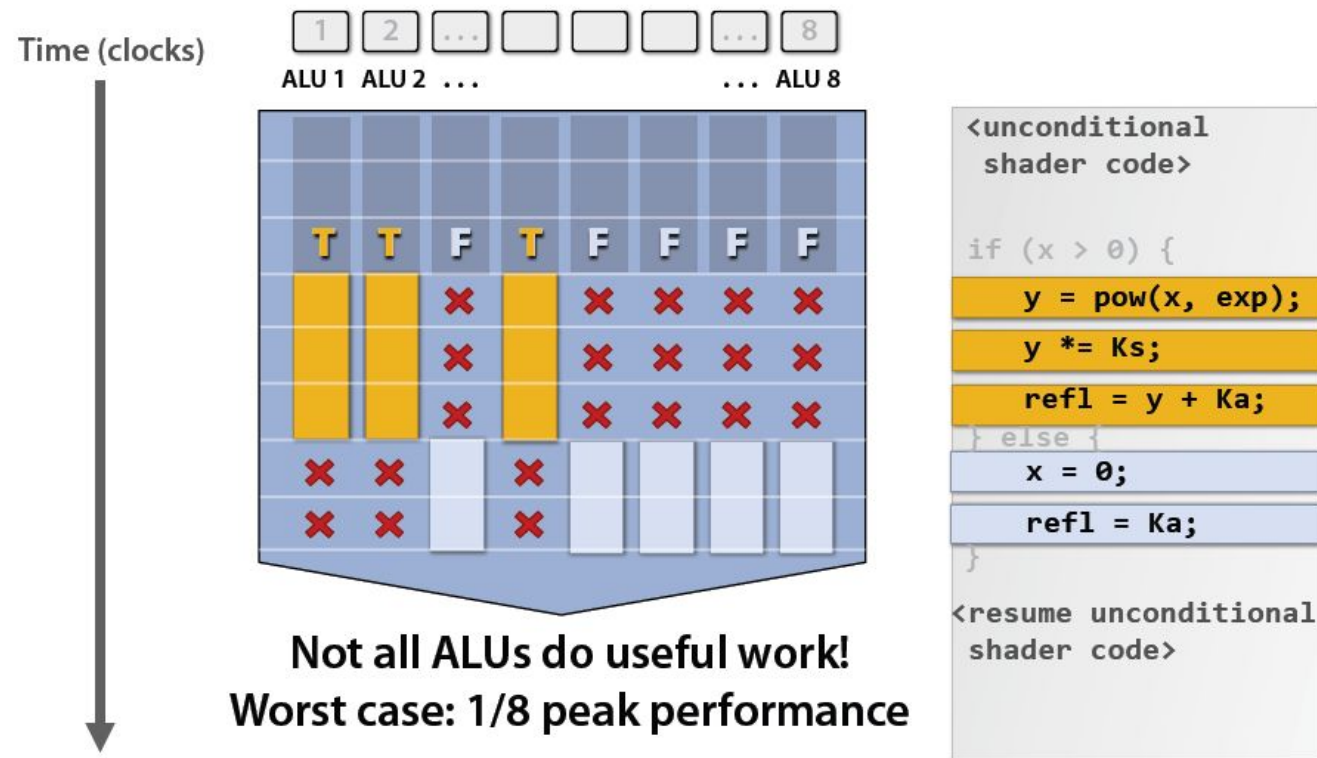 1 2 ... ... 8
Time (clocks)
ALU 1 ALU 2 ... ... ALU 8
T T F T F F F F
Not all ALUs do useful work!
Worst case: 1/8 peak performance
<unconditional
shader code>
if (x > 0) {
y = pow(x, exp);
y *= Ks;
refl = y + Ka;
} else {
x = 0;
refl = Ka;
}
<resume unconditional
shader code>